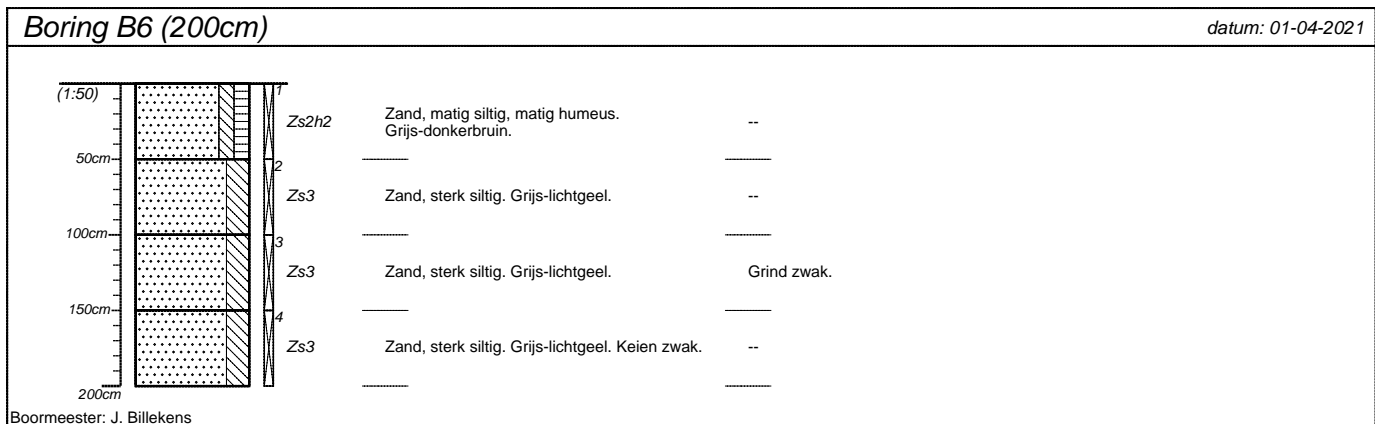 Boring B6 (200cm)
datum: 01-04-2021
(1:50)
1
Zs2h2
Zand, matig siltig, matig humeus.
Grijs-donkerbruin.
--
50cm
2
Zs3
Zand, sterk siltig. Grijs-lichtgeel.
--
100cm
3
Zs3
Zand, sterk siltig. Grijs-lichtgeel.
Grind zwak.
150cm
4
Zs3
Zand, sterk siltig. Grijs-lichtgeel. Keien zwak.
--
200cm
Boormeester: J. Billekens